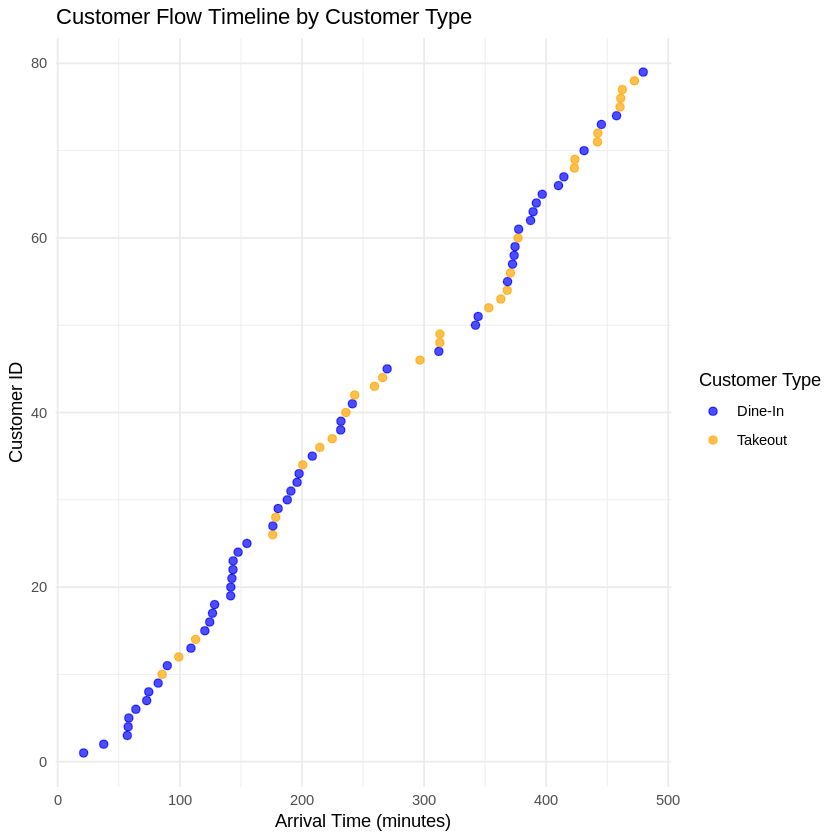 Customer Flow Timeline by Customer Type
80
60
40
20
0
Customer ID
0 100 200 300 400 500
Arrival Time (minutes)
Customer Type
Dine-In
Takeout